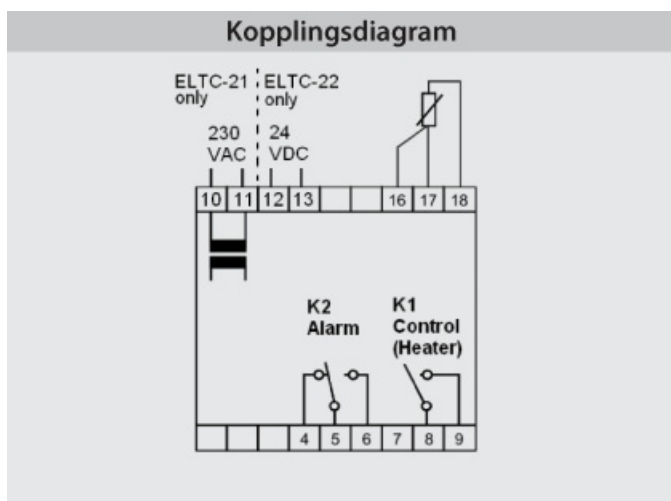 Kopplingsdiagram
ELTC-21 ELTC-22
only only
230 24
VAC VDC
10 11 12 13 16 17 18
K2 K1
Alarm Control
(Heater)
4 5 6 7 8 9